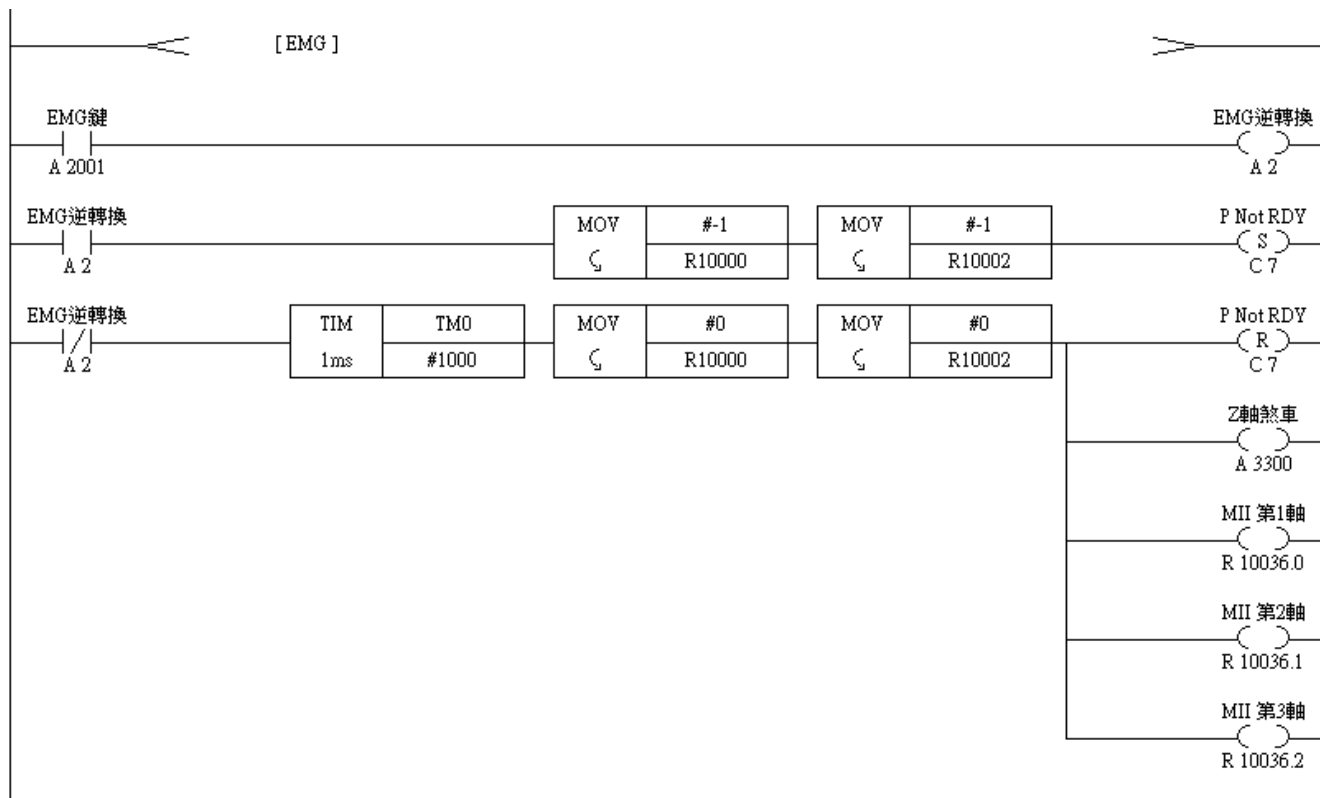 [ EMG ]
EMG鍵
EMG逆轉換
A 2001
A 2
EMG逆轉換
MOV
#-1
MOV
#-1
P Not RDY
S
A 2
R10000
R10002
C 7
EMG逆轉換
TIM
TM0
MOV
#0
MOV
#0
P Not RDY
R
A 2
1ms
#1000
R10000
R10002
C 7
Z軸煞車
A 3300
MII 第1軸
R 10036.0
MII 第2軸
R 10036.1
MII 第3軸
R 10036.2